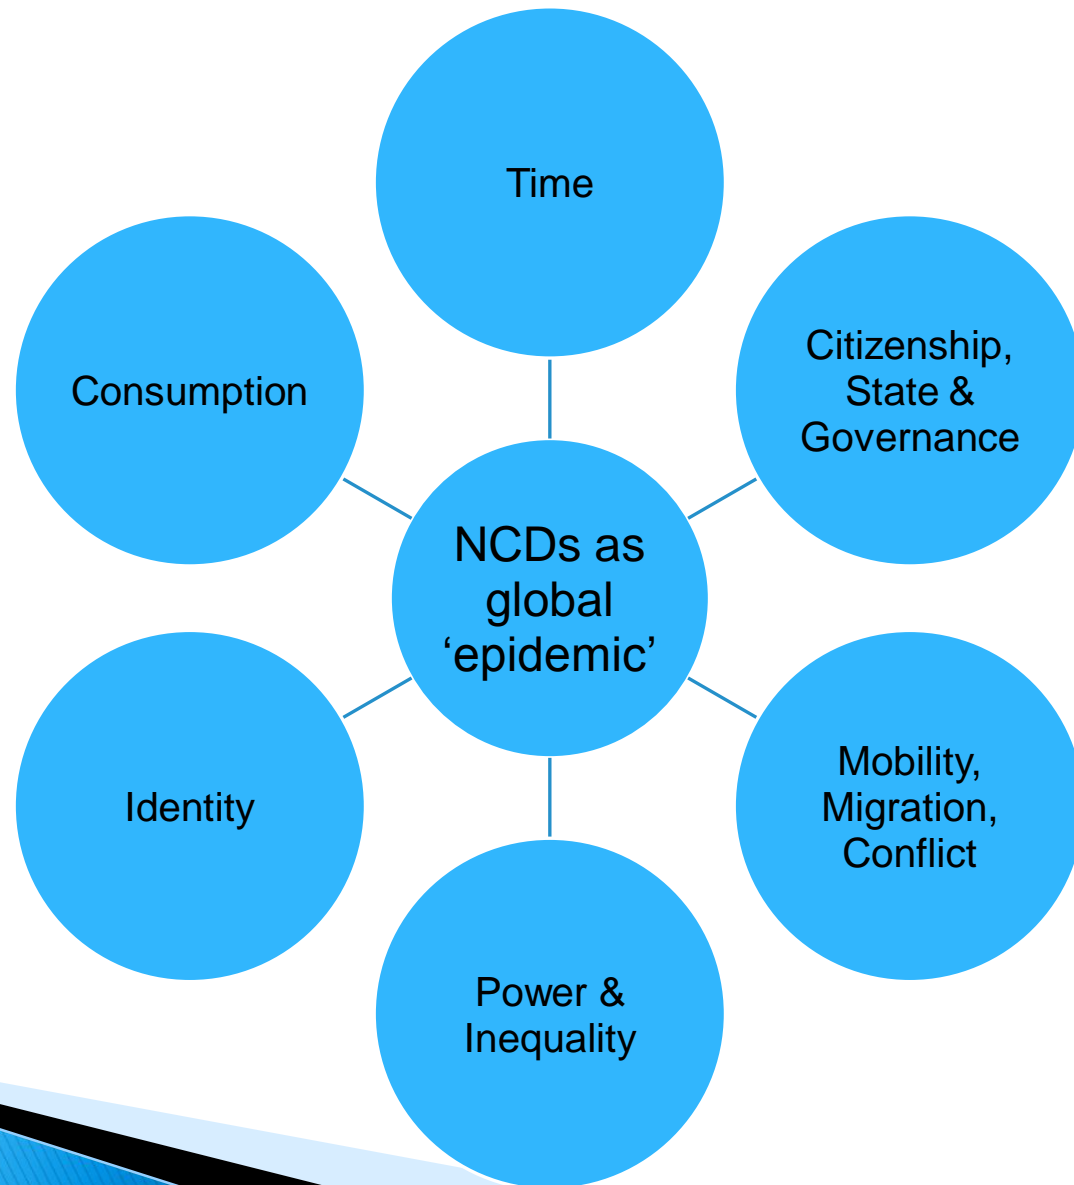 Time
Citizenship,
State &
Governance
Mobility,
Migration,
Conflict
Power &
Inequality
Identity
Consumption
NCDs as
global
‘epidemic’